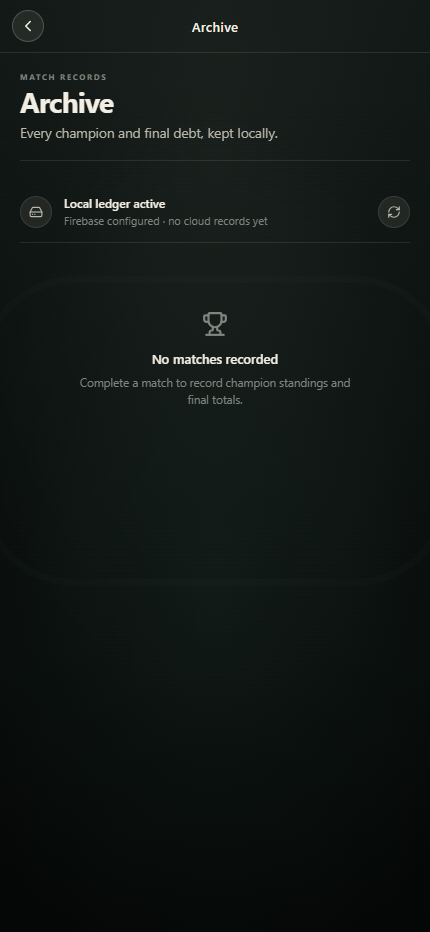 Archive
MATCH RECORDS
Archive
Every champion and final debt, kept locally.
Local ledger active
Firebase configured · no cloud records yet
No matches recorded
Complete a match to record champion standings and
final totals.